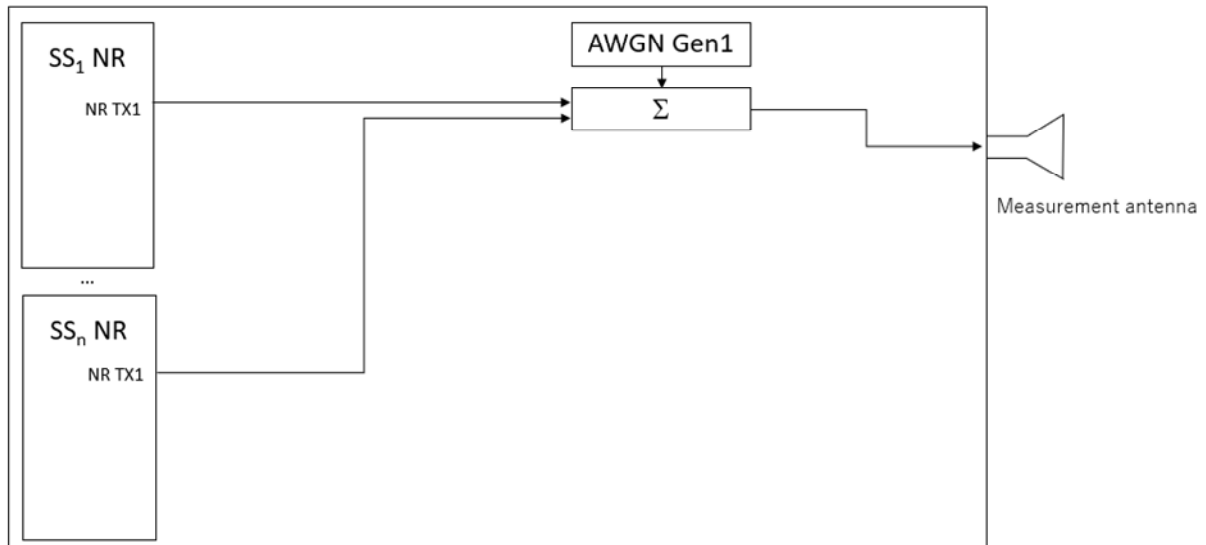 SS₁ NR
NR TX1
AWGN Gen1
Σ
Measurement antenna
...
SSₙ NR
NR TX1